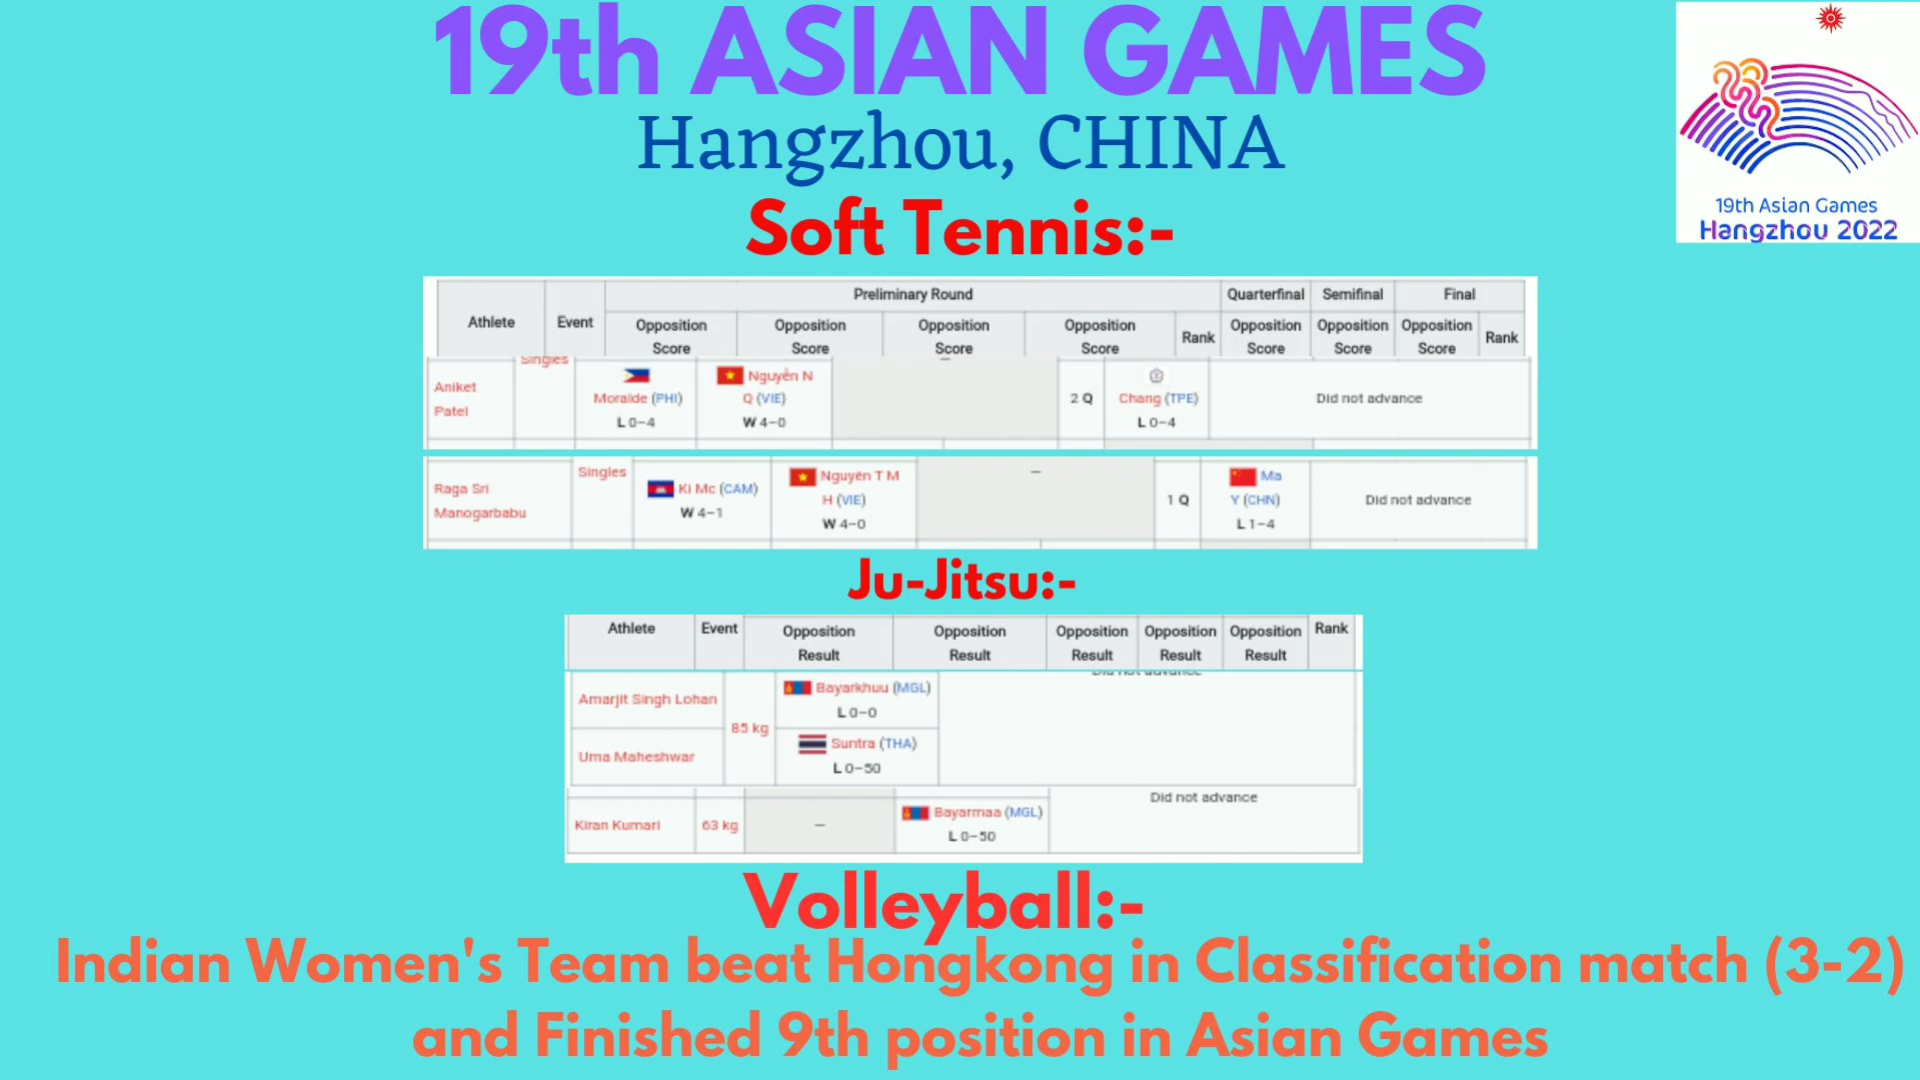 19th ASIAN GAMES
Hangzhou, CHINA
19th Asian Games
Hangzhou 2022
Soft Tennis:-
Athlete Event Preliminary Round Quarterfinal Semifinal Final
Opposition Score Opposition Score Opposition Score Opposition Score Rank Opposition Score Opposition Score Opposition Score Rank
Singles
Aniket Patel Moralde (PHI) L 0–4 Nguyễn N Q (VIE) W 4–0 — 2 Q Chang (TPE) L 0–4 Did not advance
Raga Sri Manogarbabu Singles Ki Mc (CAM) W 4–1 Nguyễn T M H (VIE) W 4–0 — 1 Q Ma Y (CHN) L 1–4 Did not advance
Ju-Jitsu:-
Athlete Event Opposition Result Opposition Result Opposition Result Opposition Result Opposition Result Rank
Did not advance
Amarjit Singh Lohan 85 kg Bayarkhuu (MGL) L 0–0
Uma Maheshwar Suntra (THA) L 0–50
Did not advance
Kiran Kumari 63 kg — Bayarmaa (MGL) L 0–50
Volleyball:-
Indian Women's Team beat Hongkong in Classification match (3-2)
and Finished 9th position in Asian Games